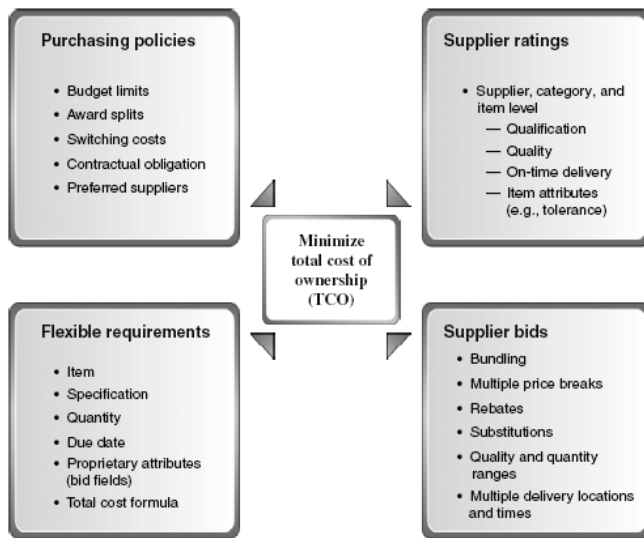 Purchasing policies
• Budget limits
• Award splits
• Switching costs
• Contractual obligation
• Preferred suppliers
Supplier ratings
• Supplier, category, and
item level
— Qualification
— Quality
— On-time delivery
— Item attributes
(e.g., tolerance)
Minimize
total cost of
ownership
(TCO)
Flexible requirements
• Item
• Specification
• Quantity
• Due date
• Proprietary attributes
(bid fields)
• Total cost formula
Supplier bids
• Bundling
• Multiple price breaks
• Rebates
• Substitutions
• Quality and quantity
ranges
• Multiple delivery locations
and times